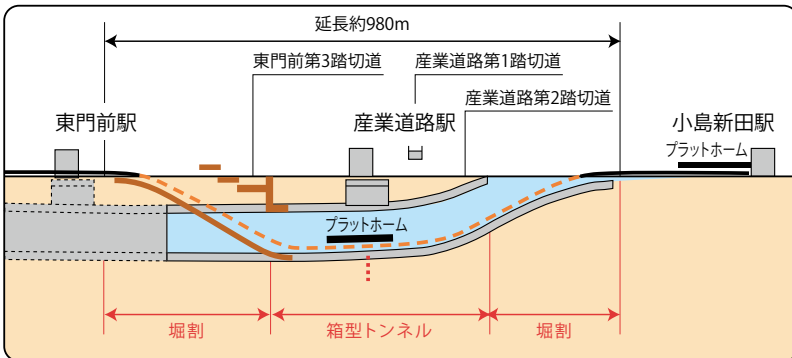 延長約980m
東門前第3踏切道
産業道路第1踏切道
産業道路第2踏切道
東門前駅
産業道路駅
小島新田駅
プラットホーム
プラットホーム
堀割
箱型トンネル
堀割